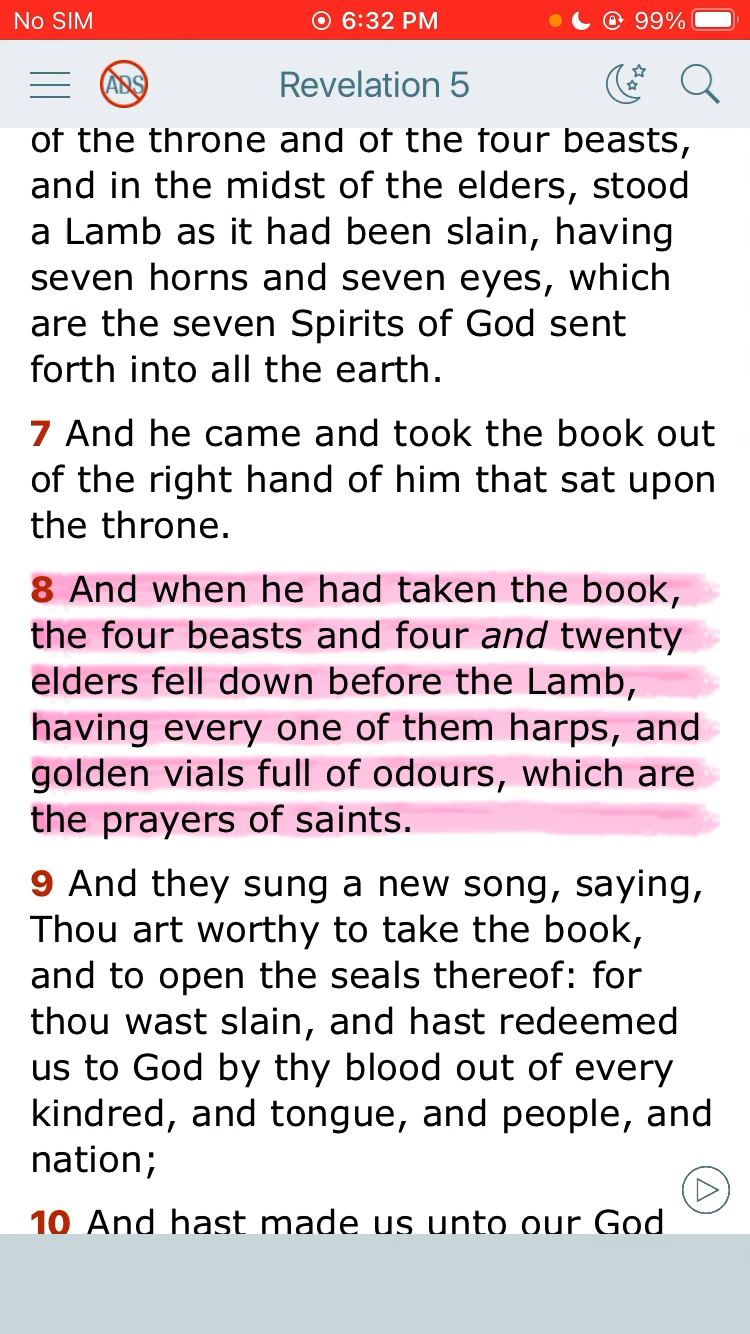 No SIM 6:32 PM 99%
ADS Revelation 5
of the throne and of the four beasts,
and in the midst of the elders, stood
a Lamb as it had been slain, having
seven horns and seven eyes, which
are the seven Spirits of God sent
forth into all the earth.
7 And he came and took the book out
of the right hand of him that sat upon
the throne.
8 And when he had taken the book,
the four beasts and four and twenty
elders fell down before the Lamb,
having every one of them harps, and
golden vials full of odours, which are
the prayers of saints.
9 And they sung a new song, saying,
Thou art worthy to take the book,
and to open the seals thereof: for
thou wast slain, and hast redeemed
us to God by thy blood out of every
kindred, and tongue, and people, and
nation;
10 And hast made us unto our God